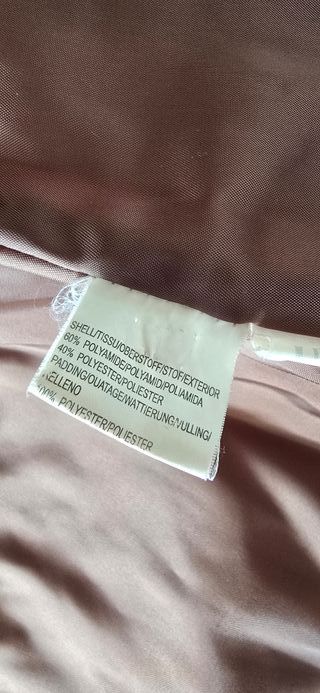 SHELL/TISSU/OBERSTOFF/STOF/EXTERIOR
60% POLYAMIDE/POLYAMID/POLIAMIDA
40% POLYESTER/POLIESTER
PADDING/OUATAGE/WATTIERUNG/VULLING/
RELLENO
100% POLYESTER/POLIESTER